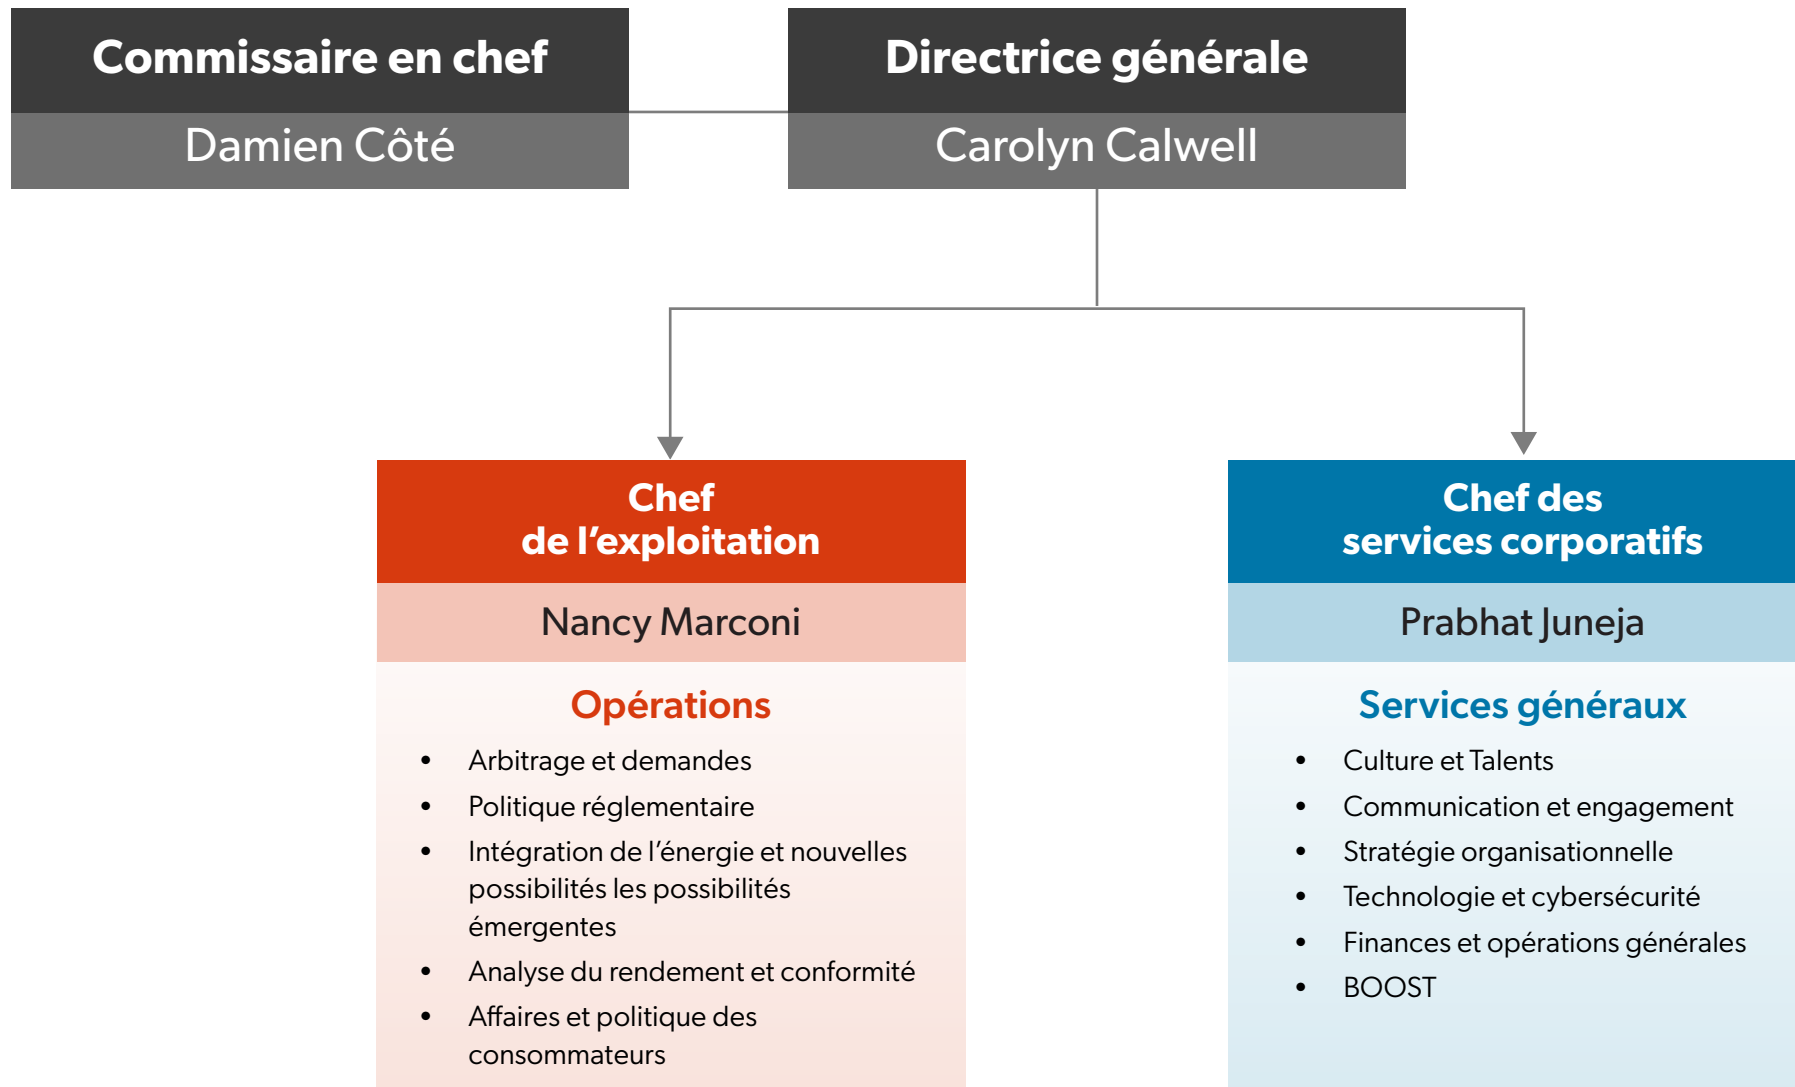 Commissaire en chef
Damien Côté
Directrice générale
Carolyn Calwell
Chef
de l’exploitation
Nancy Marconi
Opérations
• Arbitrage et demandes
• Politique réglementaire
• Intégration de l’énergie et nouvelles
possibilités les possibilités
émergentes
• Analyse du rendement et conformité
• Affaires et politique des
consommateurs
Chef des
services corporatifs
Prabhat Juneja
Services généraux
• Culture et Talents
• Communication et engagement
• Stratégie organisationnelle
• Technologie et cybersécurité
• Finances et opérations générales
• BOOST